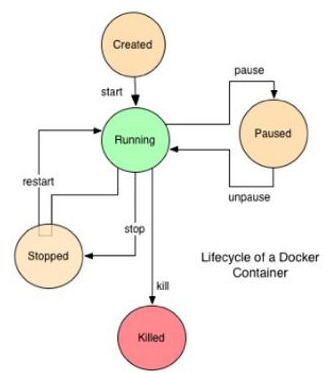 Created
start
pause
Running
Paused
restart
unpause
stop
Stopped
Lifecycle of a Docker
Container
kill
Killed